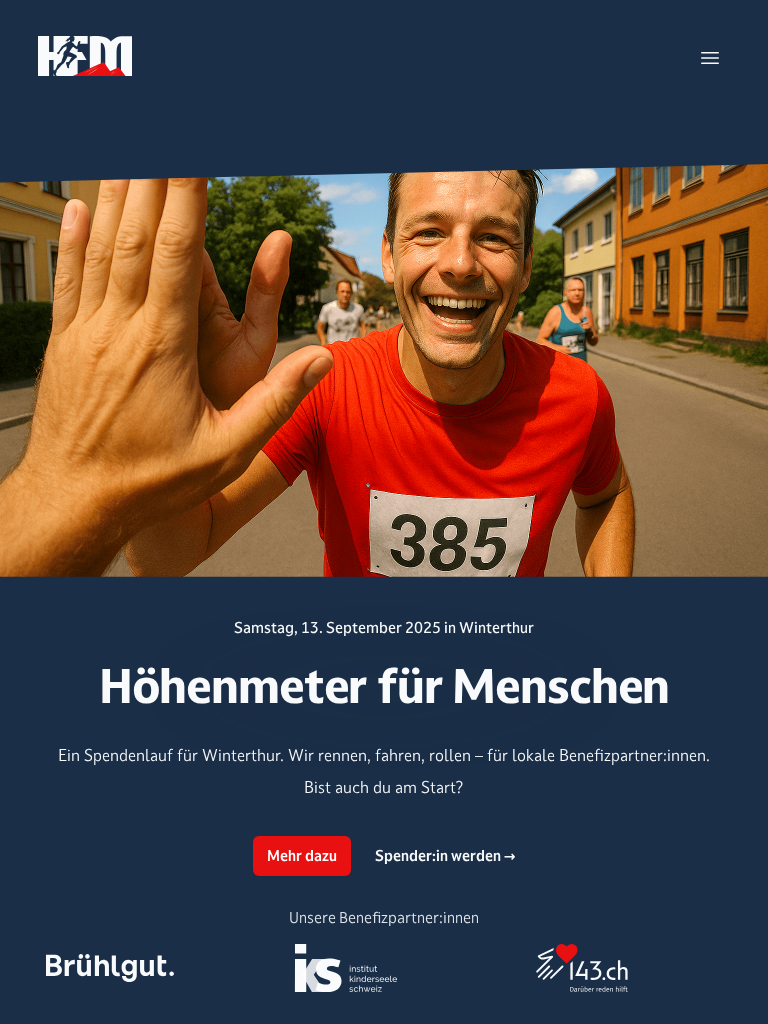 HFM
385
Samstag, 13. September 2025 in Winterthur
Höhenmeter für Menschen
Ein Spendenlauf für Winterthur. Wir rennen, fahren, rollen – für lokale Benefizpartner:innen.
Bist auch du am Start?
Mehr dazu
Spender:in werden →
Unsere Benefizpartner:innen
Brühlgut.
iks
institut
kinderseele
schweiz
143.ch
Darüber reden hilft